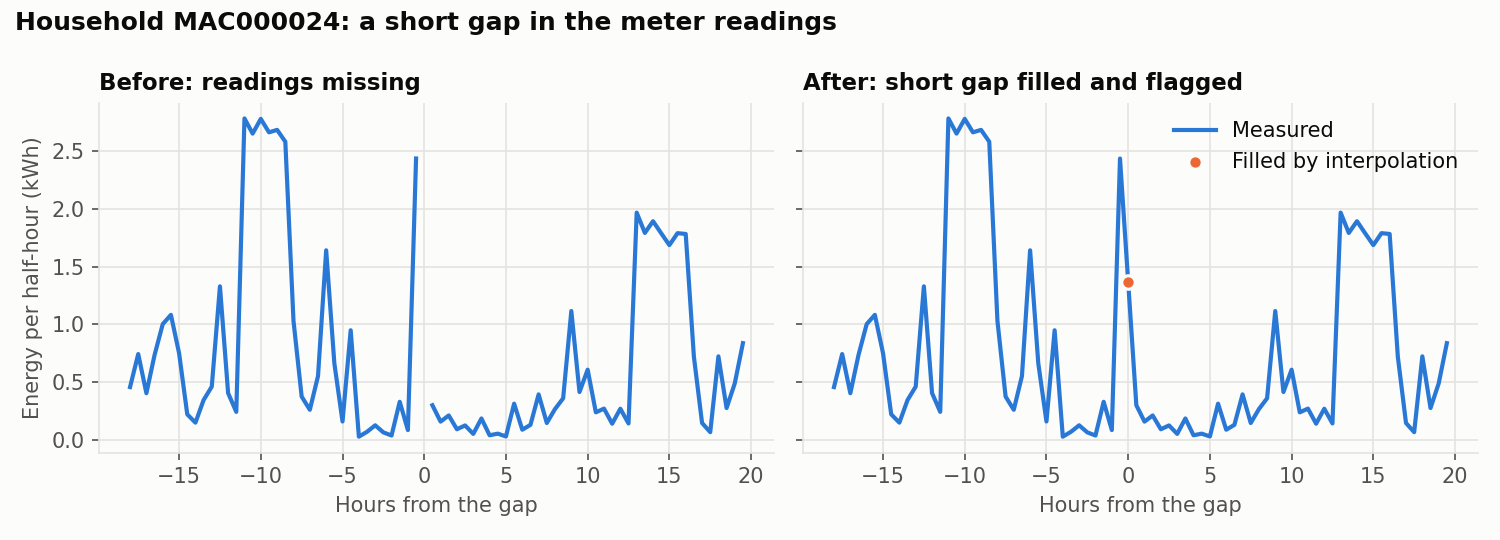 Household MAC000024: a short gap in the meter readings
Before: readings missing
After: short gap filled and flagged
Energy per half-hour (kWh)
2.5
2.0
1.5
1.0
0.5
0.0
−15 −10 −5 0 5 10 15 20
Hours from the gap
Measured
Filled by interpolation
−15 −10 −5 0 5 10 15 20
Hours from the gap